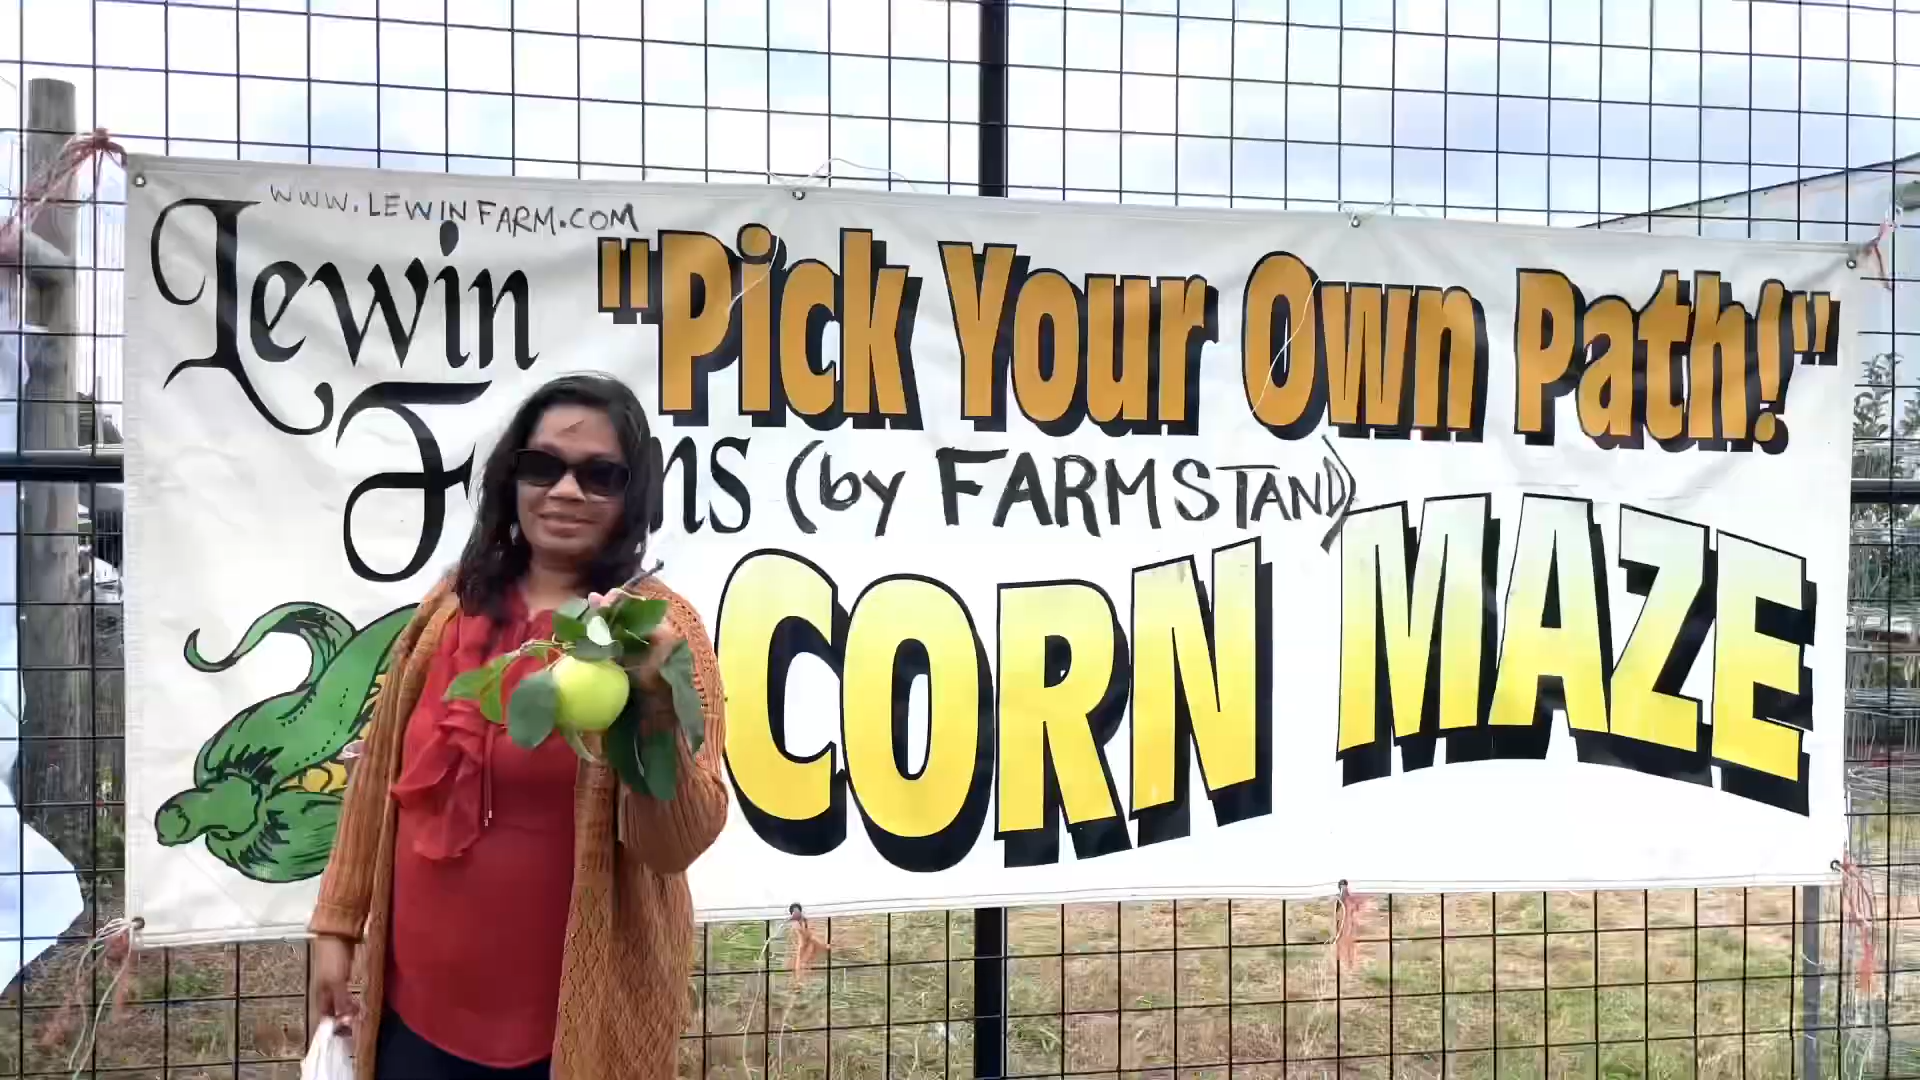 WWW.LEWINFARM.COM
Lewin
"Pick Your Own Path!"
(by FARMSTAND)
CORN MAZE